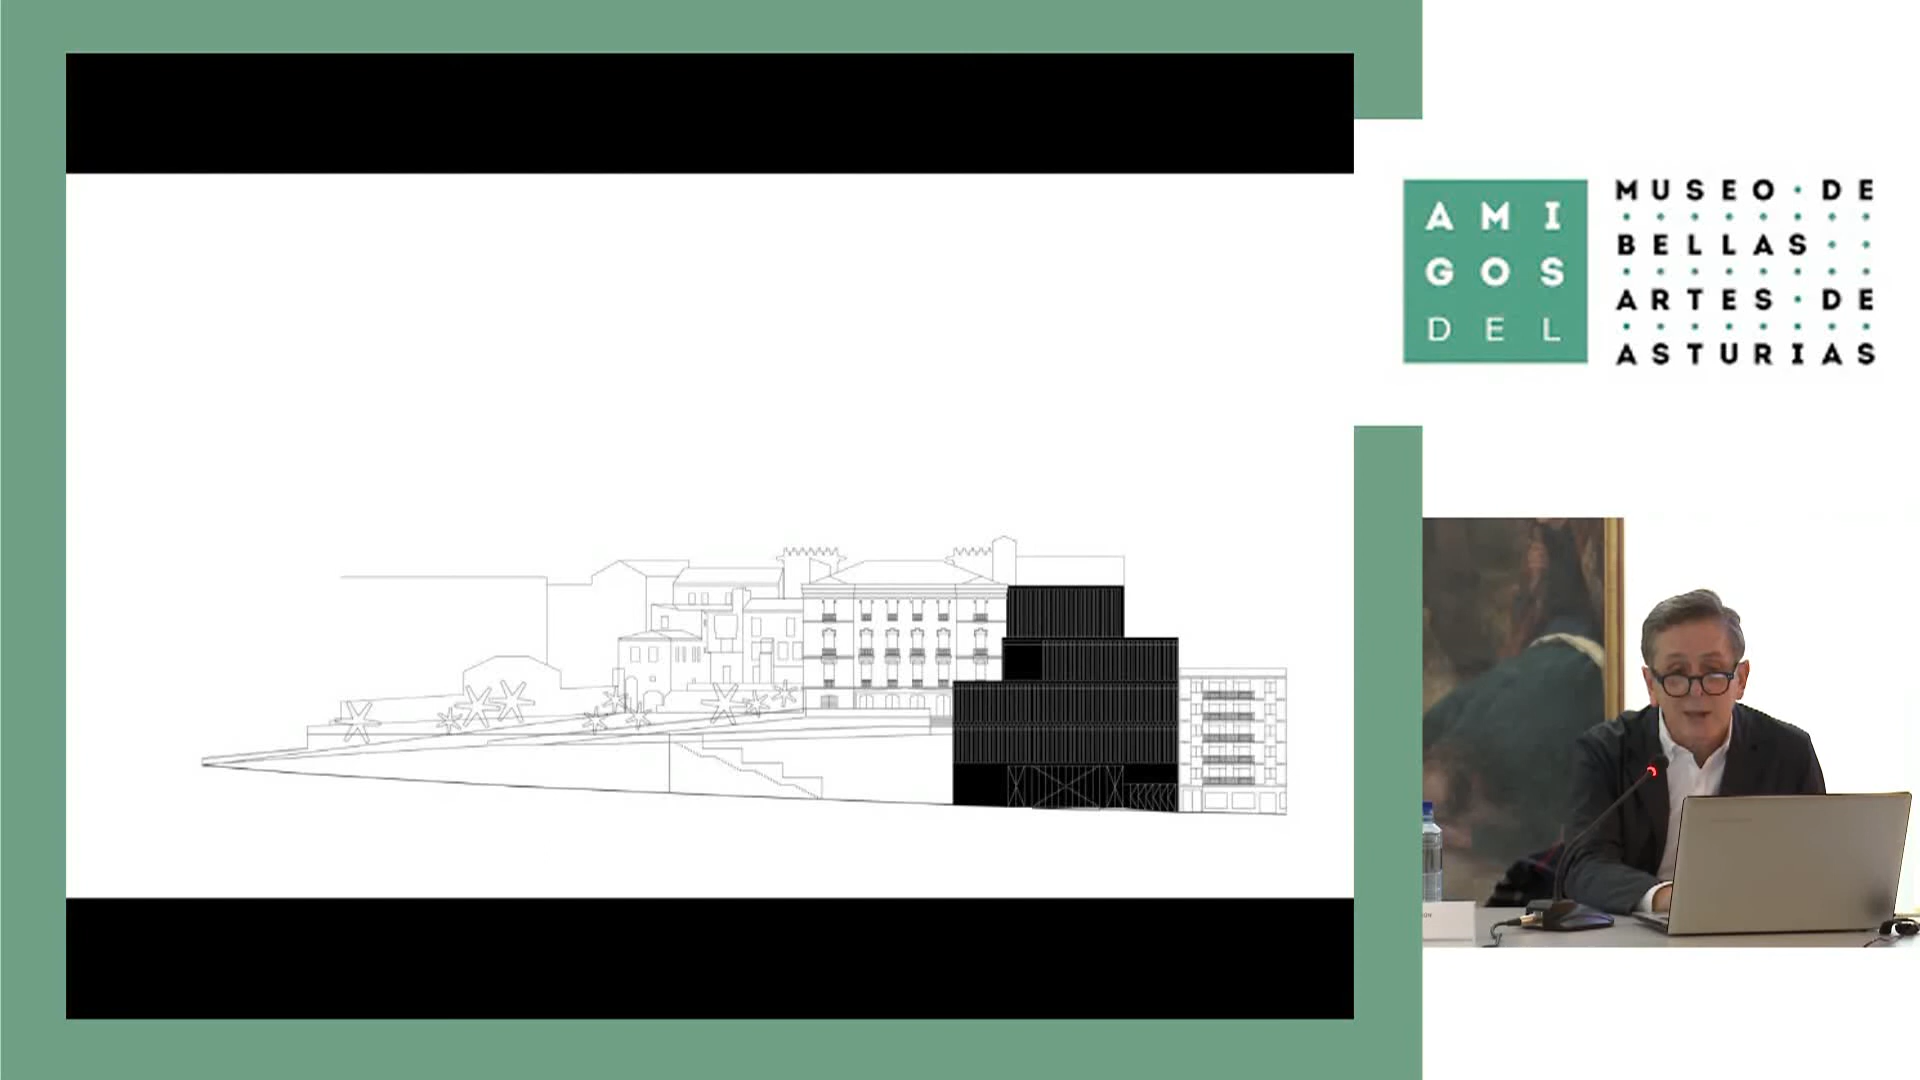 AMI
GOS
DEL
MUSEO · DE
BELLAS
ARTES · DE
ASTURIAS